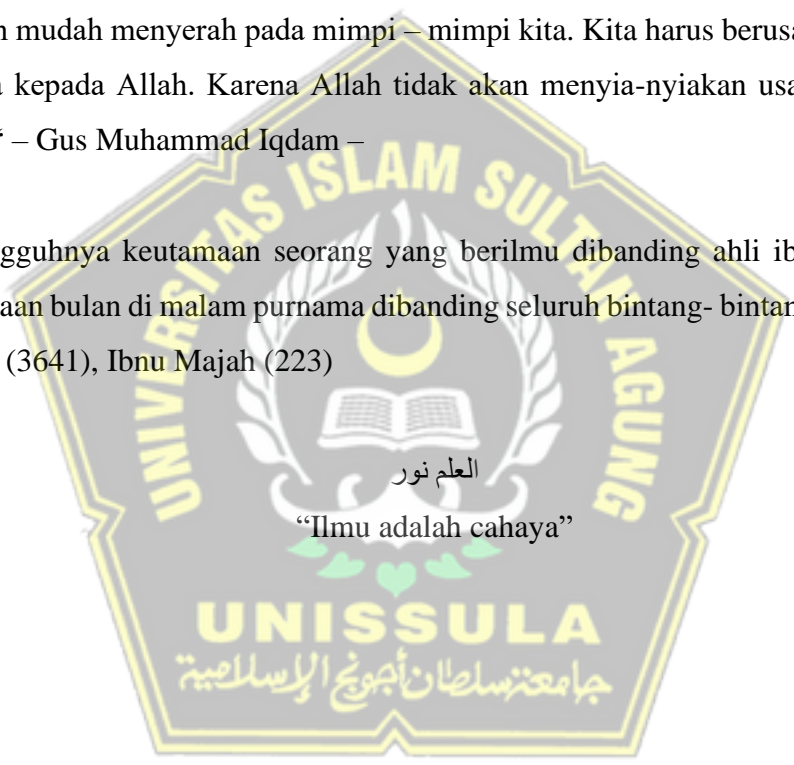 mudah menyerah pada mimpi – mimpi kita. Kita harus berusa
kepada Allah. Karena Allah tidak akan menyia-nyiakan usa
– Gus Muhammad Iqdam –
gguhnya keutamaan seorang yang berilmu dibanding ahli ib
aan bulan di malam purnama dibanding seluruh bintang- bintan
(3641), Ibnu Majah (223)
العلم نور
“Ilmu adalah cahaya”
UNIVERSITAS ISLAM SULTAN AGUNG
UNISSULA
جامعة سلطان أجونج الإسلامية